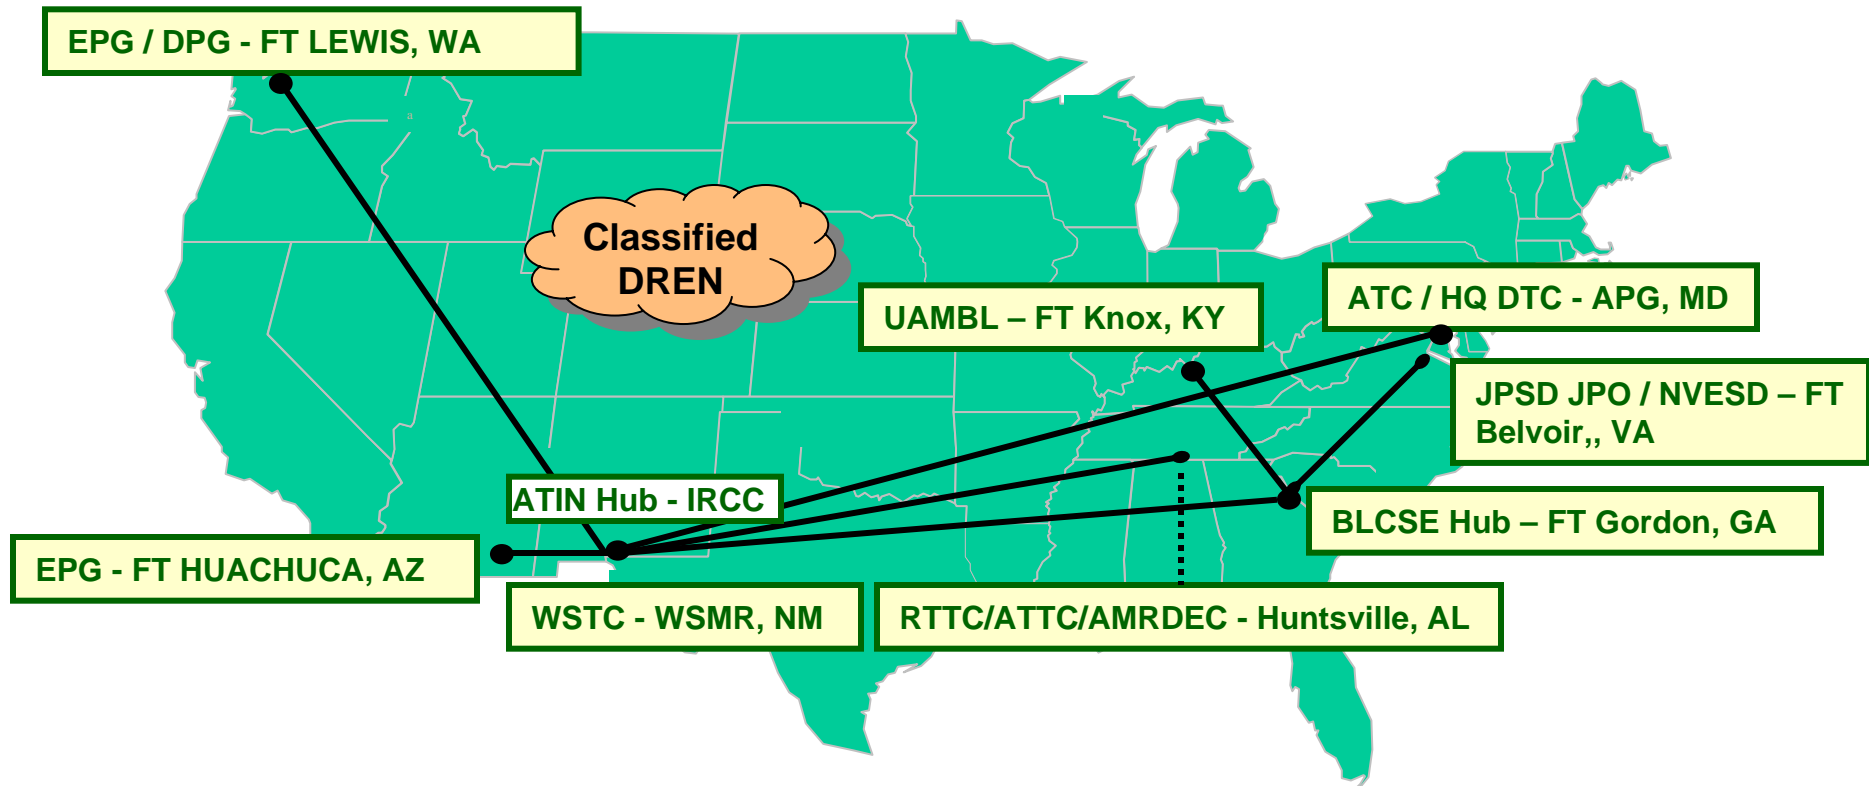 EPG / DPG - FT LEWIS, WA
Classified
DREN
UAMBL – FT Knox, KY
ATC / HQ DTC - APG, MD
JPSD JPO / NVESD – FT
Belvoir,, VA
ATIN Hub - IRCC
BLCSE Hub – FT Gordon, GA
EPG - FT HUACHUCA, AZ
WSTC - WSMR, NM
RTTC/ATTC/AMRDEC - Huntsville, AL